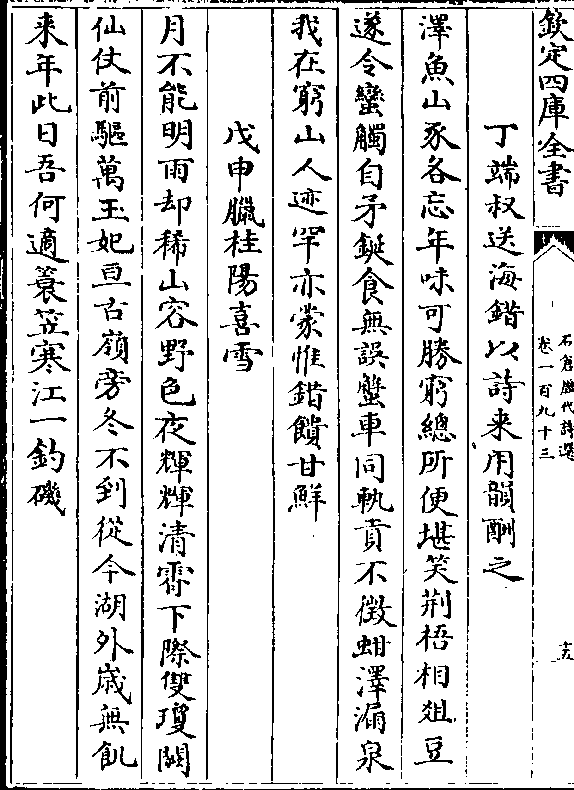 欽定四庫全書
石倉歷代詩選
卷一百九十三
十五
丁端叔送海錯以詩来用韻酬之
澤魚山豕各忘年味可勝窮總所便堪笑荆梧相俎豆
遂令蠻觸自矛鋋食無誤蟹車同軌貢不徴蚶澤漏泉
我在窮山人迹罕亦蒙惟錯饋甘鮮
戊申臘桂陽喜雪
月不能明雨却稀山容野色夜輝輝清霄下際雙瓊闕
仙仗前驅萬玉妃亘古嶺旁冬不到從今湖外歳無飢
来年此日吾何適蓑笠寒江一釣磯